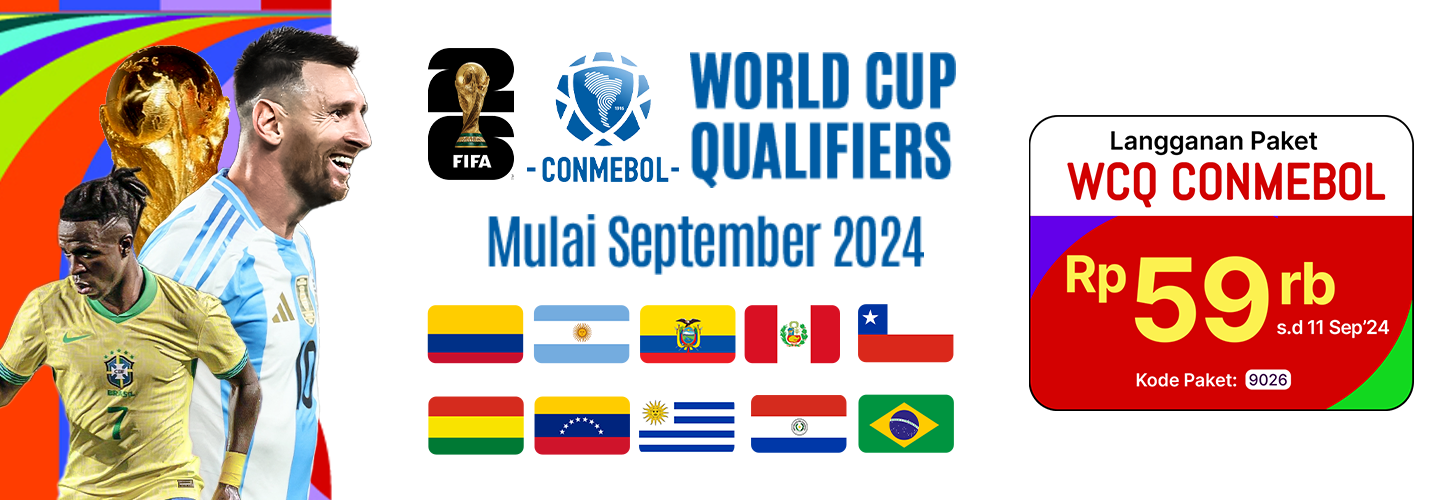 26
FIFA
1916
-CONMEBOL-
WORLD CUP
QUALIFIERS
Mulai September 2024
10
BRASIL
7
Langganan Paket
WCQ CONMEBOL
Rp 59 rb
s.d 11 Sep'24
Kode Paket: 9026